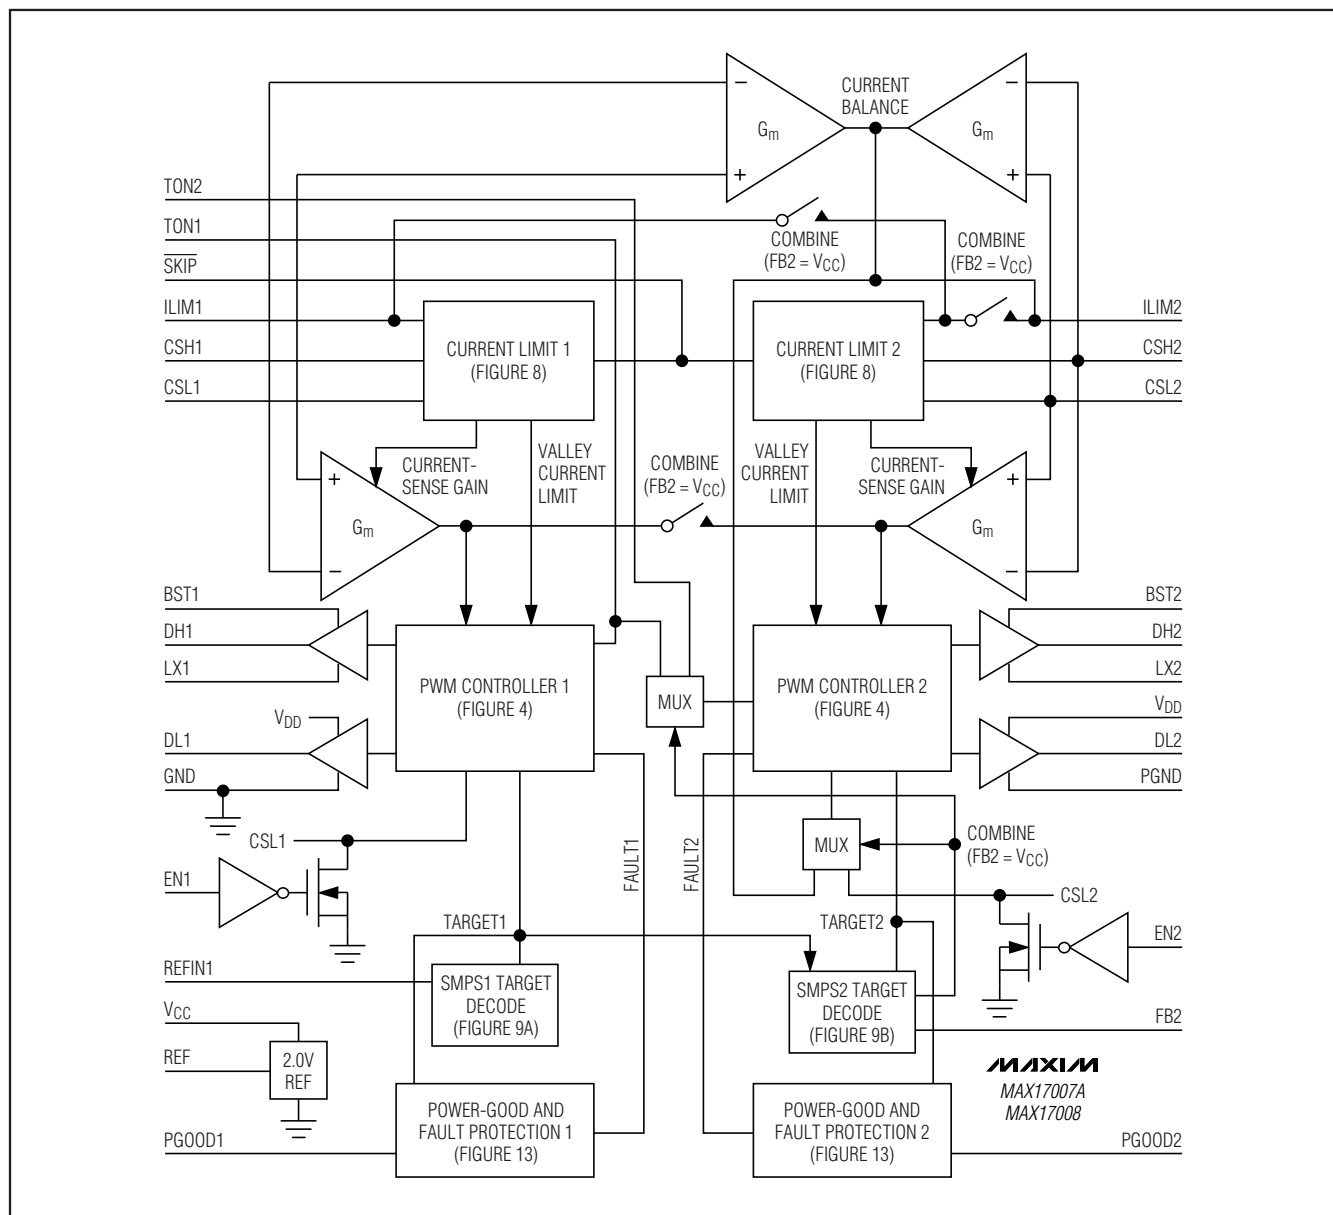 CURRENT
BALANCE
−
−
Gm
Gm
+
+
TON2
TON1
SKIP
ILIM1
CSH1
CSL1
COMBINE
(FB2 = VCC)
COMBINE
(FB2 = VCC)
CURRENT LIMIT 1
(FIGURE 8)
CURRENT LIMIT 2
(FIGURE 8)
ILIM2
CSH2
CSL2
CURRENT-
SENSE GAIN
VALLEY
CURRENT
LIMIT
COMBINE
(FB2 = VCC)
VALLEY
CURRENT
LIMIT
CURRENT-
SENSE GAIN
+
Gm
−
+
Gm
−
BST1
DH1
LX1
VDD
DL1
GND
PWM CONTROLLER 1
(FIGURE 4)
MUX
PWM CONTROLLER 2
(FIGURE 4)
BST2
DH2
LX2
VDD
DL2
PGND
CSL1
EN1
FAULT1
FAULT2
MUX
COMBINE
(FB2 = VCC)
CSL2
EN2
TARGET1
TARGET2
REFIN1
SMPS1 TARGET
DECODE
(FIGURE 9A)
SMPS2 TARGET
DECODE
(FIGURE 9B)
FB2
VCC
REF
2.0V
REF
MAXIM
MAX17007A
MAX17008
POWER-GOOD AND
FAULT PROTECTION 1
(FIGURE 13)
POWER-GOOD AND
FAULT PROTECTION 2
(FIGURE 13)
PGOOD1
PGOOD2